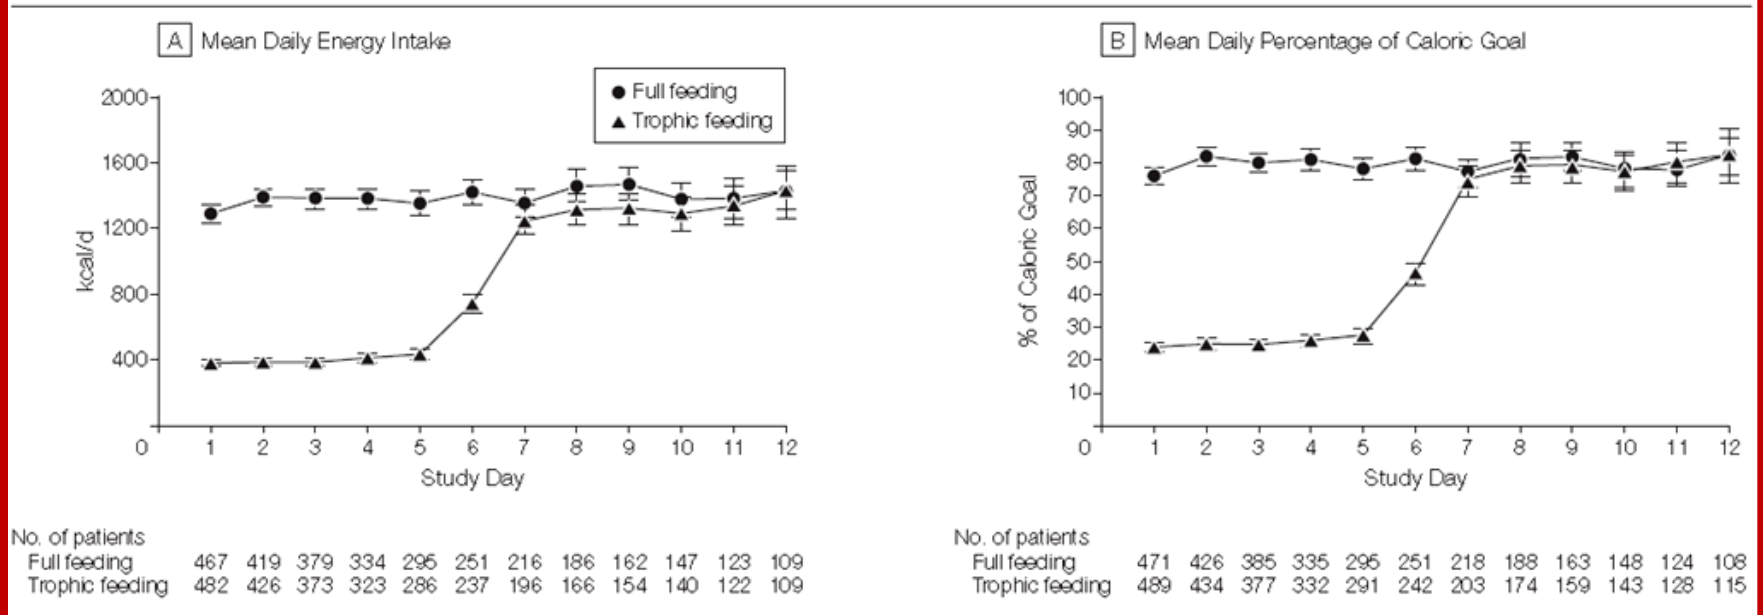 A Mean Daily Energy Intake
Full feeding
Trophic feeding
2000
1600
1200
800
400
0
kcal/d
1 2 3 4 5 6 7 8 9 10 11 12
Study Day
No. of patients
Full feeding 467 419 379 334 295 251 216 186 162 147 123 109
Trophic feeding 482 426 373 323 286 237 196 166 154 140 122 109
B Mean Daily Percentage of Caloric Goal
100
90
80
70
60
50
40
30
20
10
0
% of Caloric Goal
1 2 3 4 5 6 7 8 9 10 11 12
Study Day
No. of patients
Full feeding 471 426 385 335 295 251 218 188 163 148 124 108
Trophic feeding 489 434 377 332 291 242 203 174 159 143 128 115